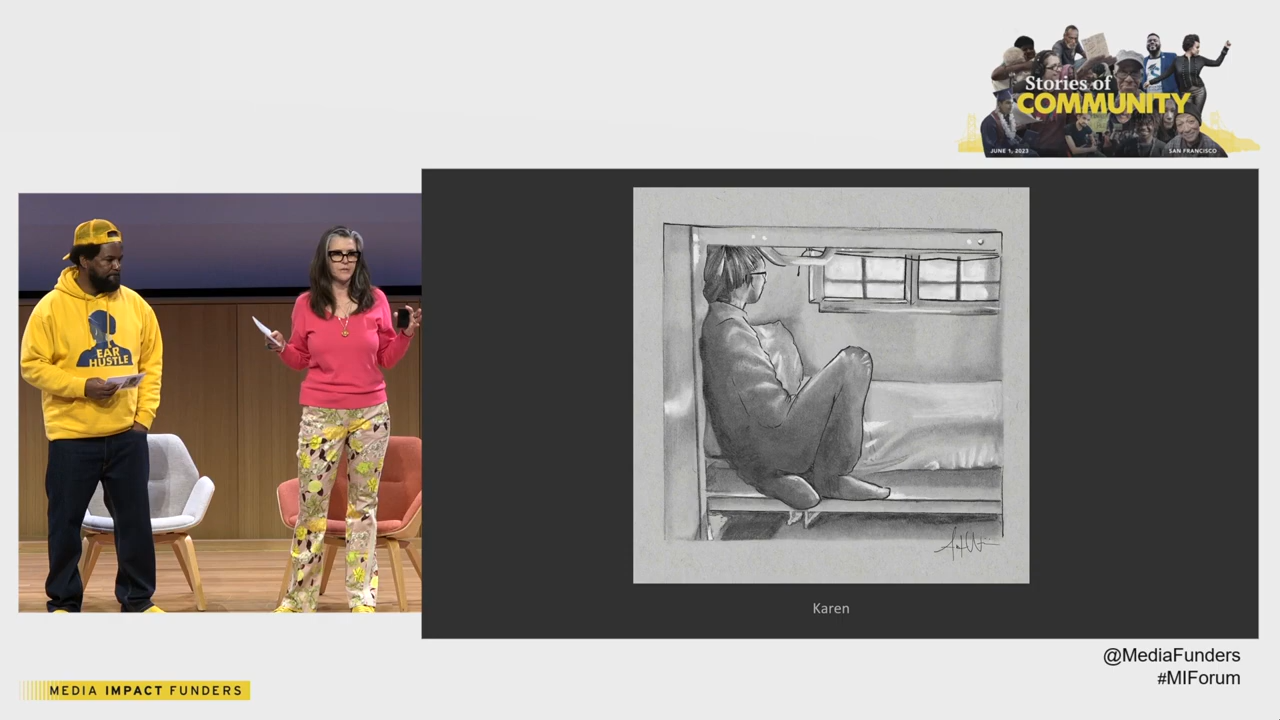 Stories of
COMMUNITY
JUNE 1, 2023
SAN FRANCISCO
EAR
HUSTLE
Karen
@MediaFunders
#MIForum
MEDIA IMPACT FUNDERS